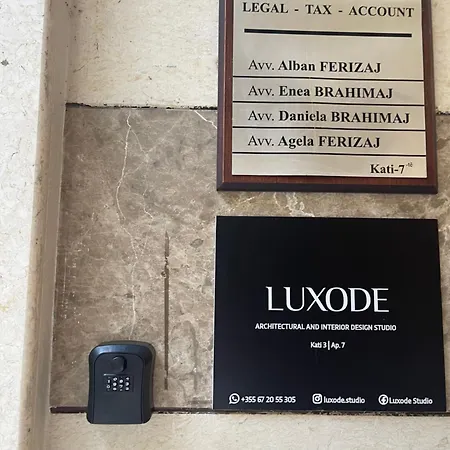 LEGAL - TAX - ACCOUNT
Avv. Alban FERIZAJ
Avv. Enea BRAHIMAJ
Avv. Daniela BRAHIMAJ
Avv. Agela FERIZAJ
Kati-7
LUXODE
ARCHITECTURAL AND INTERIOR DESIGN STUDIO
Kati 3 | Ap. 7
+355 67 20 55 305 luxode.studio Luxode Studio